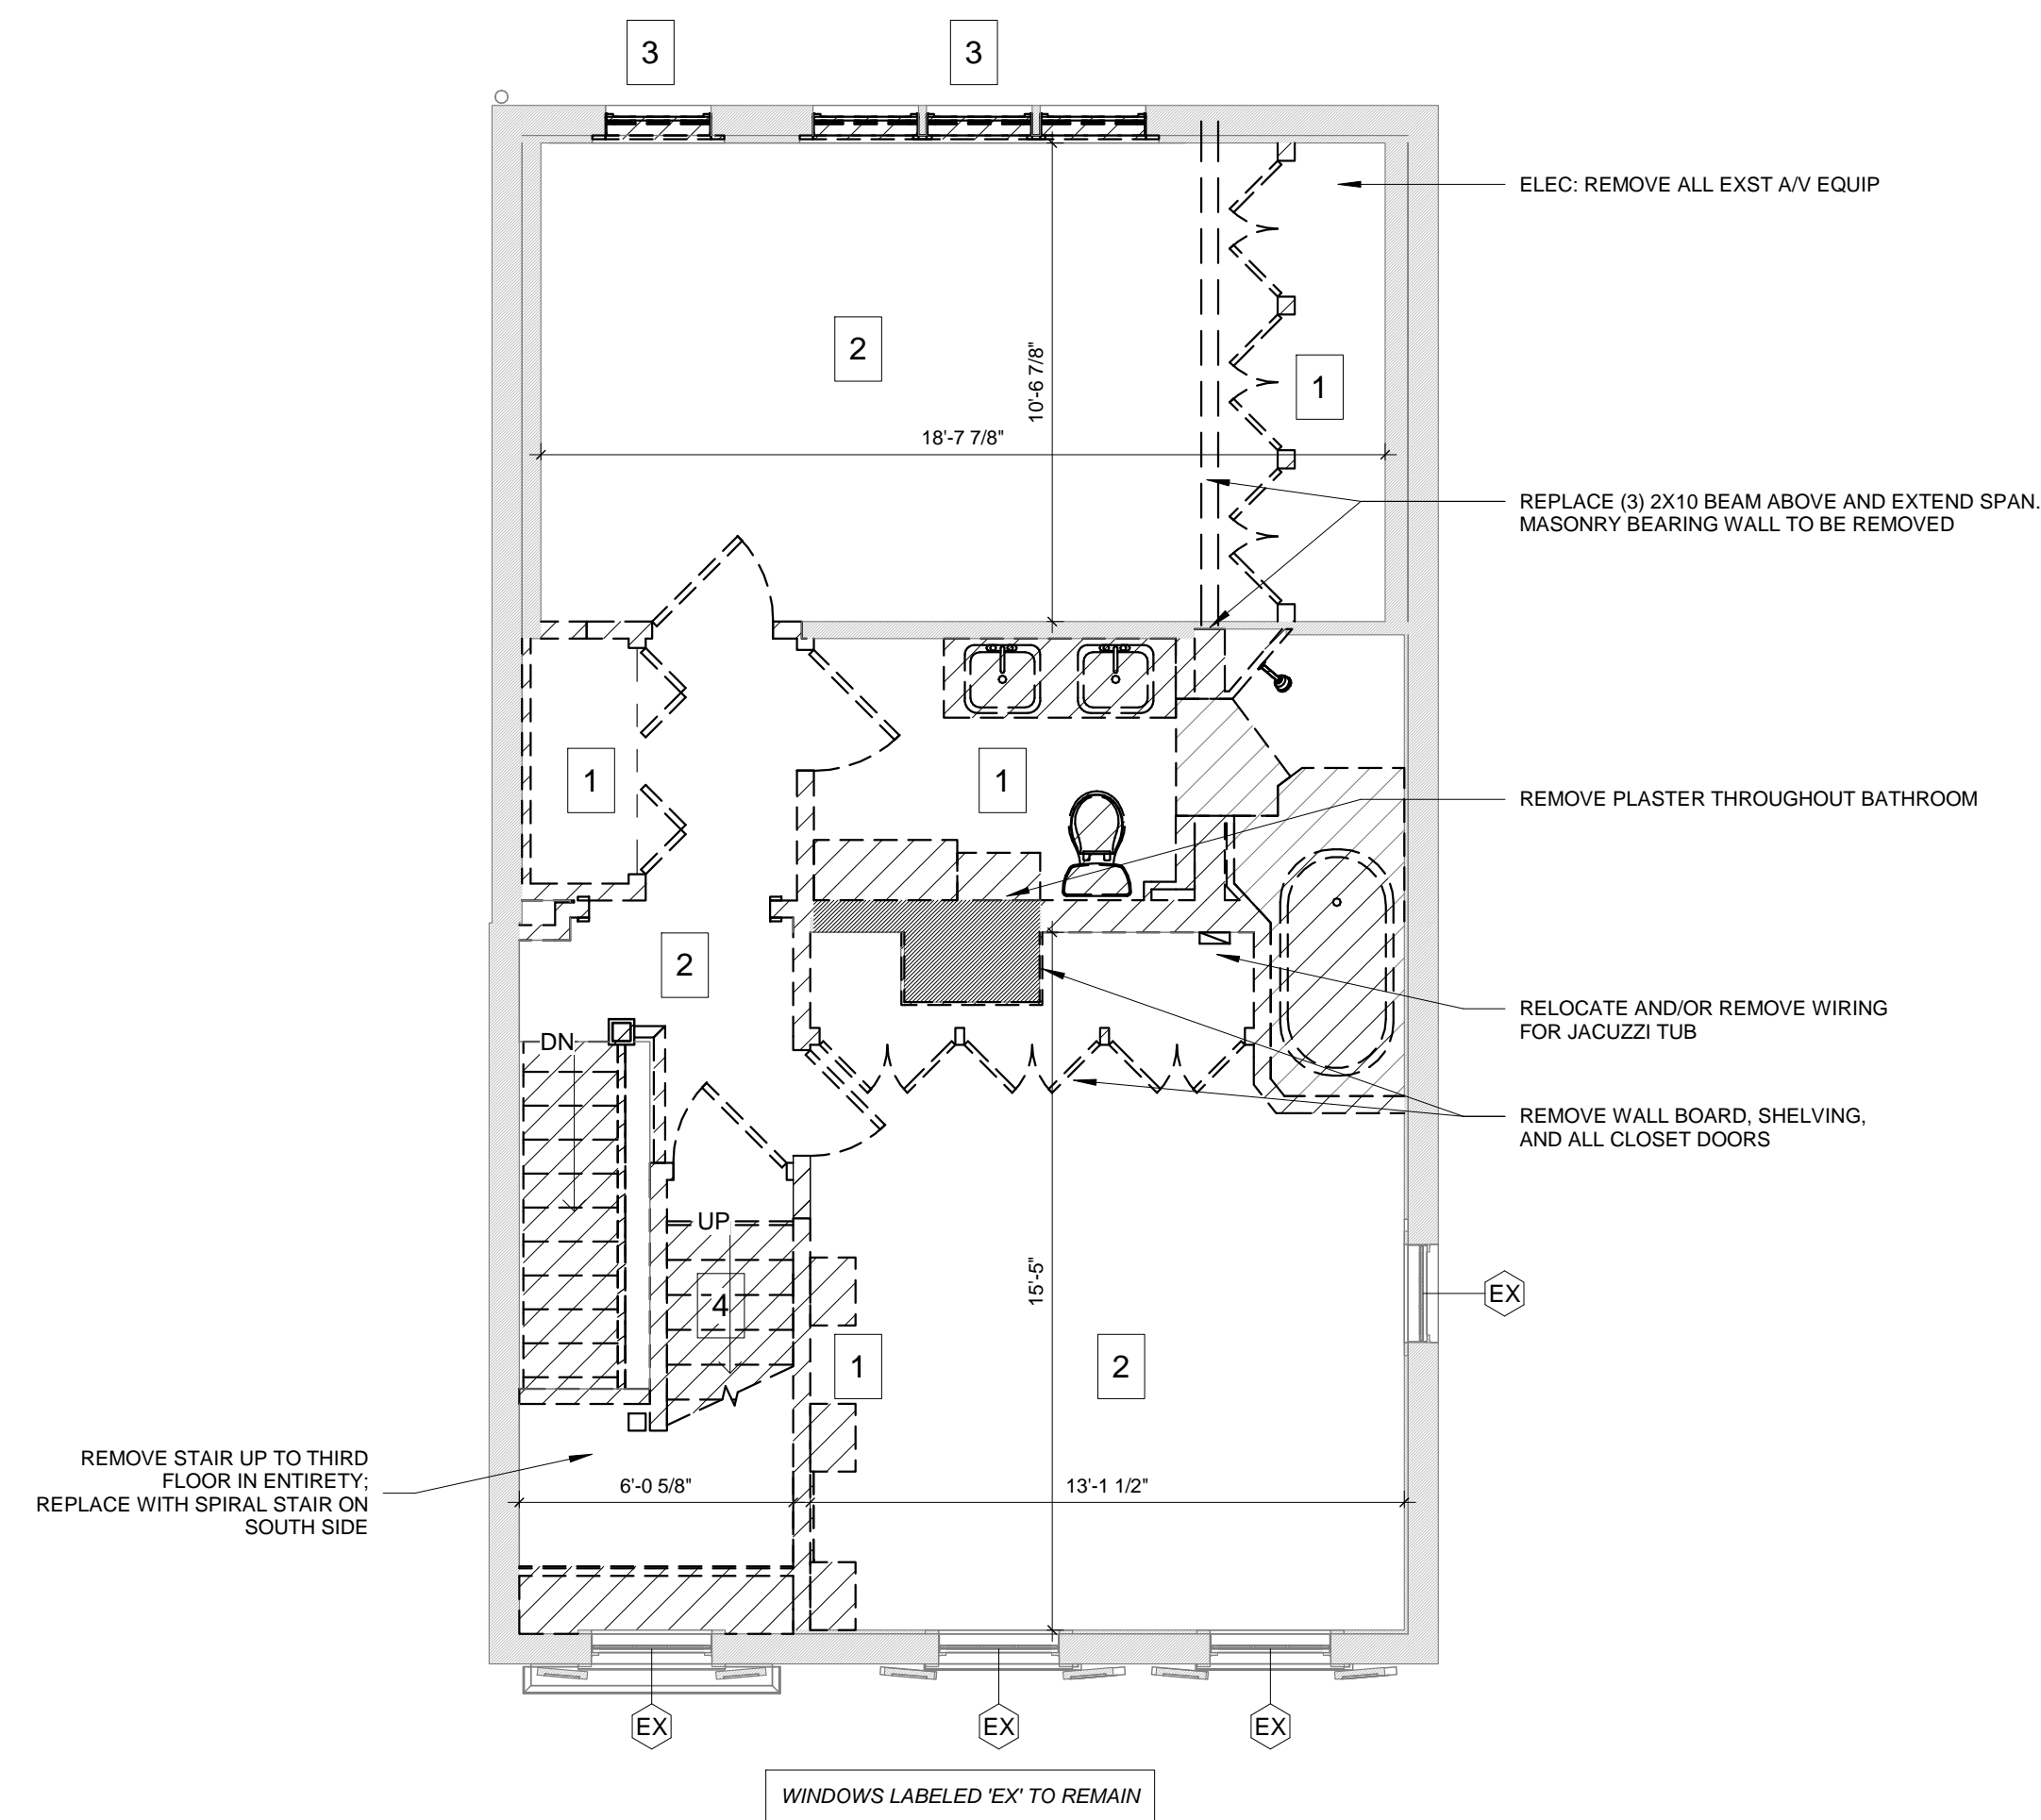 3
3
ELEC: REMOVE ALL EXST A/V EQUIP
2
10'-6 7/8"
1
18'-7 7/8"
REPLACE (3) 2X10 BEAM ABOVE AND EXTEND SPAN.
MASONRY BEARING WALL TO BE REMOVED
1
1
REMOVE PLASTER THROUGHOUT BATHROOM
2
RELOCATE AND/OR REMOVE WIRING
FOR JACUZZI TUB
DN
REMOVE WALL BOARD, SHELVING,
AND ALL CLOSET DOORS
UP
4
15'-5"
EX
1
2
REMOVE STAIR UP TO THIRD
FLOOR IN ENTIRETY;
REPLACE WITH SPIRAL STAIR ON
SOUTH SIDE
6'-0 5/8"
13'-1 1/2"
EX
EX
EX
WINDOWS LABELED 'EX' TO REMAIN